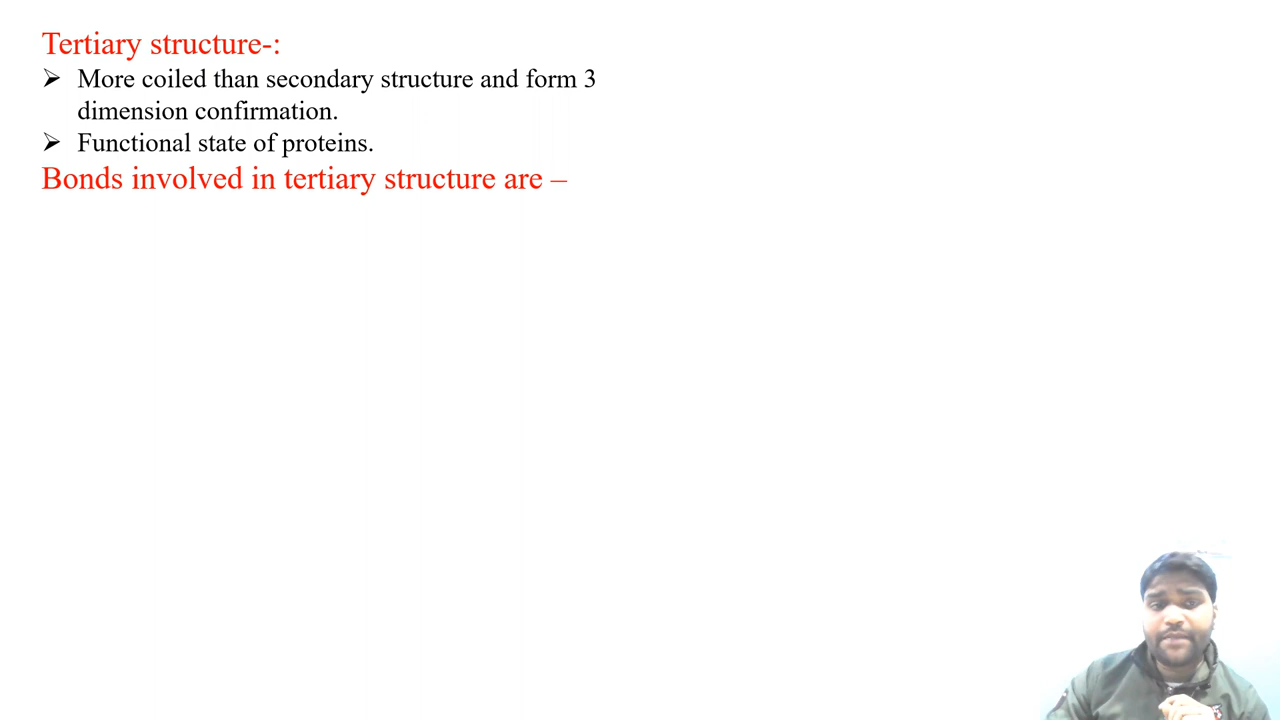 Tertiary structure-:
➢ More coiled than secondary structure and form 3
dimension confirmation.
➢ Functional state of proteins.
Bonds involved in tertiary structure are –